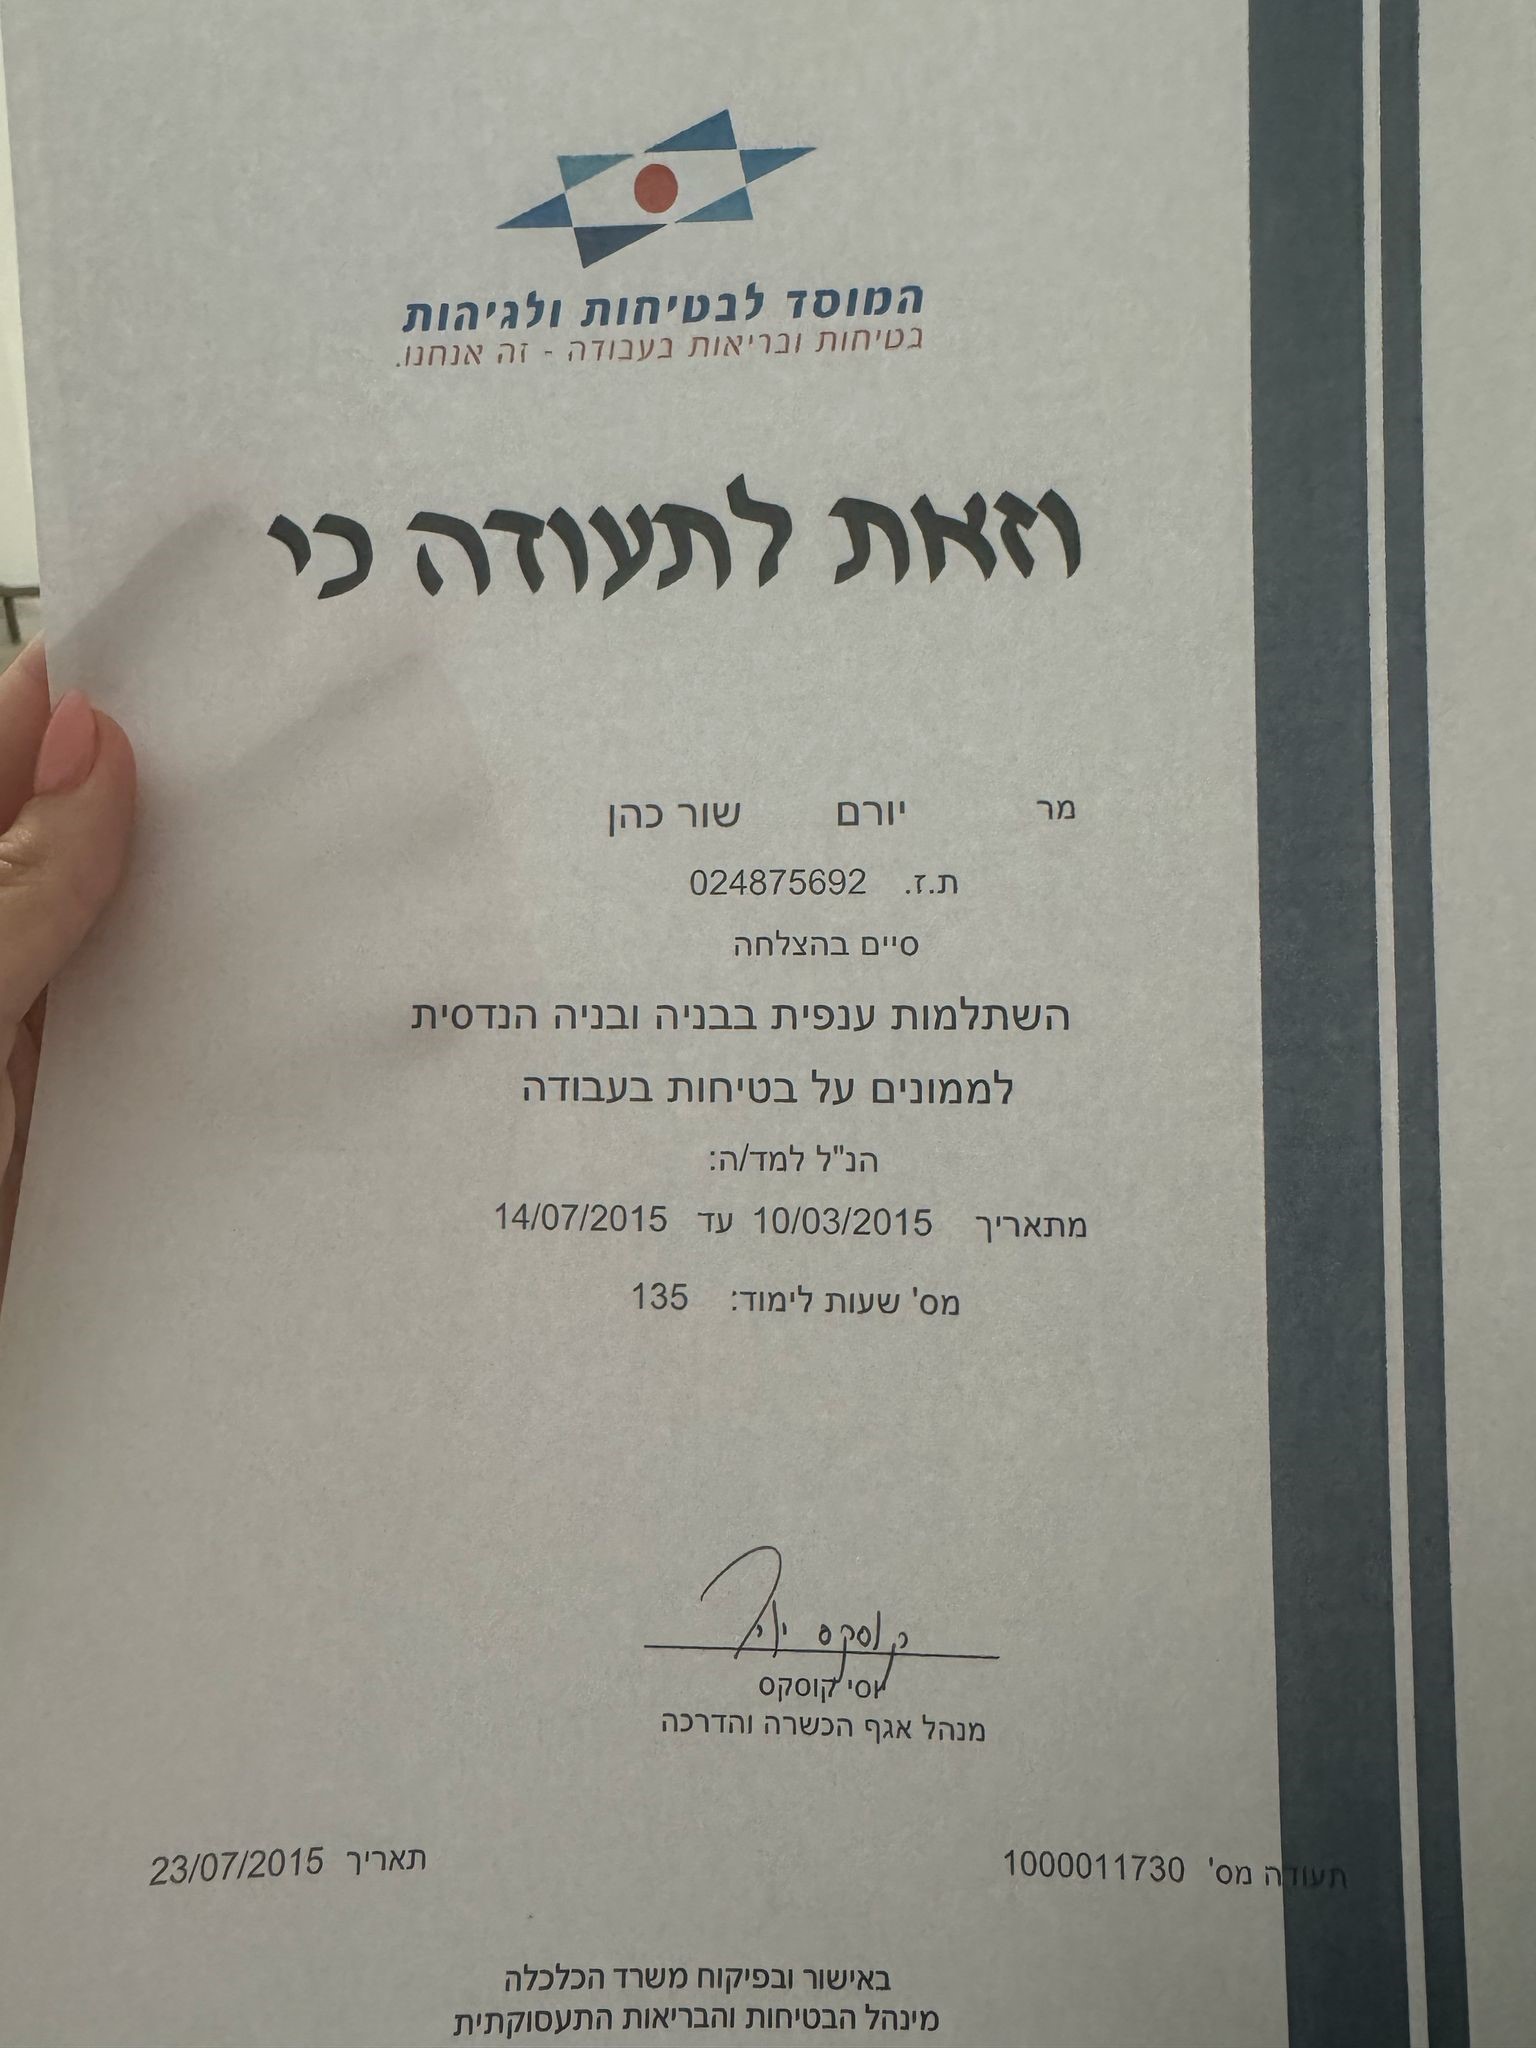 המוסד לבטיחות ולגיהות
בטיחות ובריאות בעבודה - זה אנחנו.
וזאת לתעודה כי
מר יורם שור כהן
ת.ז. 024875692
סיים בהצלחה
השתלמות ענפית בבניה ובניה הנדסית
לממונים על בטיחות בעבודה
הנ"ל למד/ה:
מתאריך 10/03/2015 עד 14/07/2015
מס' שעות לימוד: 135
קוסקס יוסי
יוסי קוסקס
מנהל אגף הכשרה והדרכה
תעודה מס' 1000011730 תאריך 23/07/2015
באישור ובפיקוח משרד הכלכלה
מינהל הבטיחות והבריאות התעסוקתית